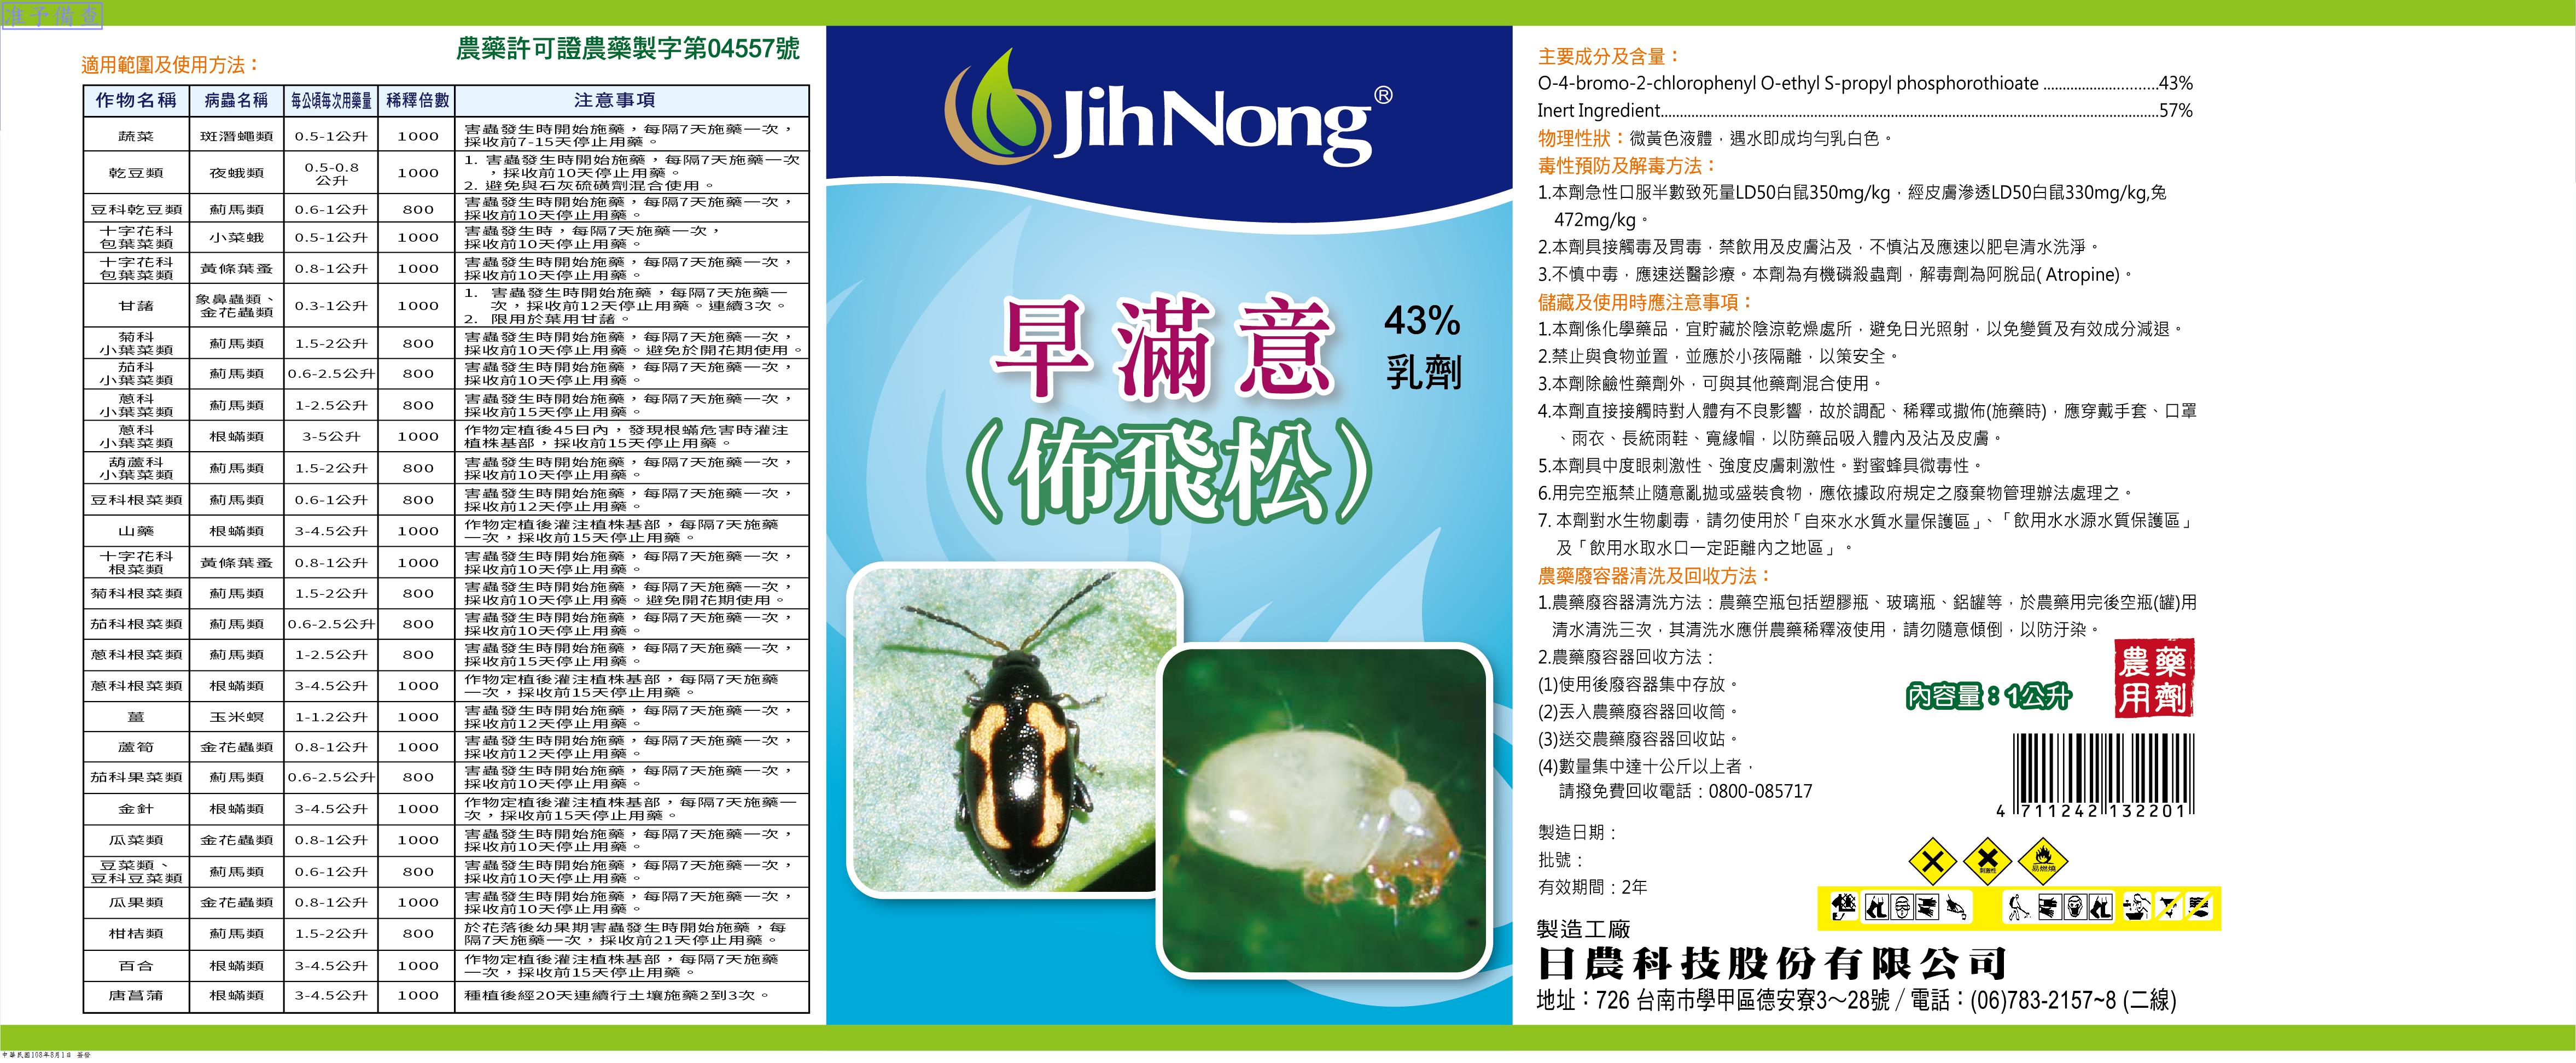 准予備查
農藥許可證農藥製字第04557號
適用範圍及使用方法：
作物名稱 病蟲名稱 每公頃每次用藥量 稀釋倍數 注意事項
蔬菜 斑潛蠅類 0.5-1公升 1000 害蟲發生時開始施藥，每隔7天施藥一次，
採收前7-15天停止用藥。
乾豆類 夜蛾類 0.5-0.8
公升 1000 1. 害蟲發生時開始施藥，每隔7天施藥一次
，採收前10天停止用藥。
2. 避免與石灰硫磺劑混合使用。
豆科乾豆類 薊馬類 0.6-1公升 800 害蟲發生時開始施藥，每隔7天施藥一次，
採收前10天停止用藥。
十字花科
包葉菜類 小菜蛾 0.5-1公升 1000 害蟲發生時，每隔7天施藥一次，
採收前10天停止用藥。
十字花科
包葉菜類 黃條葉蚤 0.8-1公升 1000 害蟲發生時開始施藥，每隔7天施藥一次，
採收前10天停止用藥。
甘藷 象鼻蟲類、
金花蟲類 0.3-1公升 1000 1. 害蟲發生時開始施藥，每隔7天施藥一
次，採收前12天停止用藥。連續3次。
2. 限用於葉用甘藷。
菊科
小葉菜類 薊馬類 1.5-2公升 800 害蟲發生時開始施藥，每隔7天施藥一次，
採收前10天停止用藥。避免於開花期使用。
茄科
小葉菜類 薊馬類 0.6-2.5公升 800 害蟲發生時開始施藥，每隔7天施藥一次，
採收前10天停止用藥。
蔥科
小葉菜類 薊馬類 1-2.5公升 800 害蟲發生時開始施藥，每隔7天施藥一次，
採收前15天停止用藥。
蔥科
小葉菜類 根蟎類 3-5公升 1000 作物定植後45日內，發現根蟎危害時灌注
植株基部，採收前15天停止用藥。
葫蘆科
小葉菜類 薊馬類 1.5-2公升 800 害蟲發生時開始施藥，每隔7天施藥一次，
採收前10天停止用藥。
豆科根菜類 薊馬類 0.6-1公升 800 害蟲發生時開始施藥，每隔7天施藥一次，
採收前12天停止用藥。
山藥 根蟎類 3-4.5公升 1000 作物定植後灌注植株基部，每隔7天施藥
一次，採收前15天停止用藥。
十字花科
根菜類 黃條葉蚤 0.8-1公升 1000 害蟲發生時開始施藥，每隔7天施藥一次，
採收前10天停止用藥。
菊科根菜類 薊馬類 1.5-2公升 800 害蟲發生時開始施藥，每隔7天施藥一次，
採收前10天停止用藥。避免開花期使用。
茄科根菜類 薊馬類 0.6-2.5公升 800 害蟲發生時開始施藥，每隔7天施藥一次，
採收前10天停止用藥。
蔥科根菜類 薊馬類 1-2.5公升 800 害蟲發生時開始施藥，每隔7天施藥一次，
採收前15天停止用藥。
蔥科根菜類 根蟎類 3-4.5公升 1000 作物定植後灌注植株基部，每隔7天施藥
一次，採收前15天停止用藥。
薑 玉米螟 1-1.2公升 1000 害蟲發生時開始施藥，每隔7天施藥一次，
採收前12天停止用藥。
蘆筍 金花蟲類 0.8-1公升 1000 害蟲發生時開始施藥，每隔7天施藥一次，
採收前12天停止用藥。
茄科果菜類 薊馬類 0.6-2.5公升 800 害蟲發生時開始施藥，每隔7天施藥一次，
採收前10天停止用藥。
金針 根蟎類 3-4.5公升 1000 作物定植後灌注植株基部，每隔7天施藥一
次，採收前15天停止用藥。
瓜菜類 金花蟲類 0.8-1公升 1000 害蟲發生時開始施藥，每隔7天施藥一次，
採收前10天停止用藥。
豆菜類、
豆科豆菜類 薊馬類 0.6-1公升 800 害蟲發生時開始施藥，每隔7天施藥一次，
採收前10天停止用藥。
瓜果類 金花蟲類 0.8-1公升 1000 害蟲發生時開始施藥，每隔7天施藥一次，
採收前10天停止用藥。
柑桔類 薊馬類 1.5-2公升 800 於花落後幼果期害蟲發生時開始施藥，每
隔7天施藥一次，採收前21天停止用藥。
百合 根蟎類 3-4.5公升 1000 作物定植後灌注植株基部，每隔7天施藥
一次，採收前15天停止用藥。
唐菖蒲 根蟎類 3-4.5公升 1000 種植後經20天連續行土壤施藥2到3次。
中華民國108年8月1日 簽發
JihNong®
早滿意
43%
乳劑
（佈飛松）
主要成分及含量：
O-4-bromo-2-chlorophenyl O-ethyl S-propyl phosphorothioate ..............................43%
Inert Ingredient...............................................................57%
物理性狀：微黃色液體，遇水即成均勻乳白色。
毒性預防及解毒方法：
1.本劑急性口服半數致死量LD50白鼠350mg/kg，經皮膚滲透LD50白鼠330mg/kg,兔
472mg/kg。
2.本劑具接觸毒及胃毒，禁飲用及皮膚沾及，不慎沾及應速以肥皂清水洗淨。
3.不慎中毒，應速送醫診療。本劑為有機磷殺蟲劑，解毒劑為阿脫品( Atropine)。
儲藏及使用時應注意事項：
1.本劑係化學藥品，宜貯藏於陰涼乾燥處所，避免日光照射，以免變質及有效成分減退。
2.禁止與食物並置，並應於小孩隔離，以策安全。
3.本劑除鹼性藥劑外，可與其他藥劑混合使用。
4.本劑直接接觸時對人體有不良影響，故於調配、稀釋或撒佈(施藥時)，應穿戴手套、口罩
、雨衣、長統雨鞋、寬緣帽，以防藥品吸入體內及沾及皮膚。
5.本劑具中度眼刺激性、強度皮膚刺激性。對蜜蜂具微毒性。
6.用完空瓶禁止隨意亂拋或盛裝食物，應依據政府規定之廢棄物管理辦法處理之。
7. 本劑對水生物劇毒，請勿使用於「自來水水質水量保護區」、「飲用水水源水質保護區」
及「飲用水取水口一定距離內之地區」。
農藥廢容器清洗及回收方法：
1.農藥廢容器清洗方法：農藥空瓶包括塑膠瓶、玻璃瓶、鋁罐等，於農藥用完後空瓶(罐)用
清水清洗三次，其清洗水應併農藥稀釋液使用，請勿隨意傾倒，以防汙染。
2.農藥廢容器回收方法：
(1)使用後廢容器集中存放。
(2)丟入農藥廢容器回收筒。
(3)送交農藥廢容器回收站。
(4)數量集中達十公斤以上者，
請撥免費回收電話：0800-085717
內容量：1公升
農藥
用劑
4 711242 132201
製造日期：
批號：
有效期間：2年
刺激性
易燃燒
製造工廠
日農科技股份有限公司
地址：726 台南市學甲區德安寮3～28號 / 電話：(06)783-2157~8 (二線)